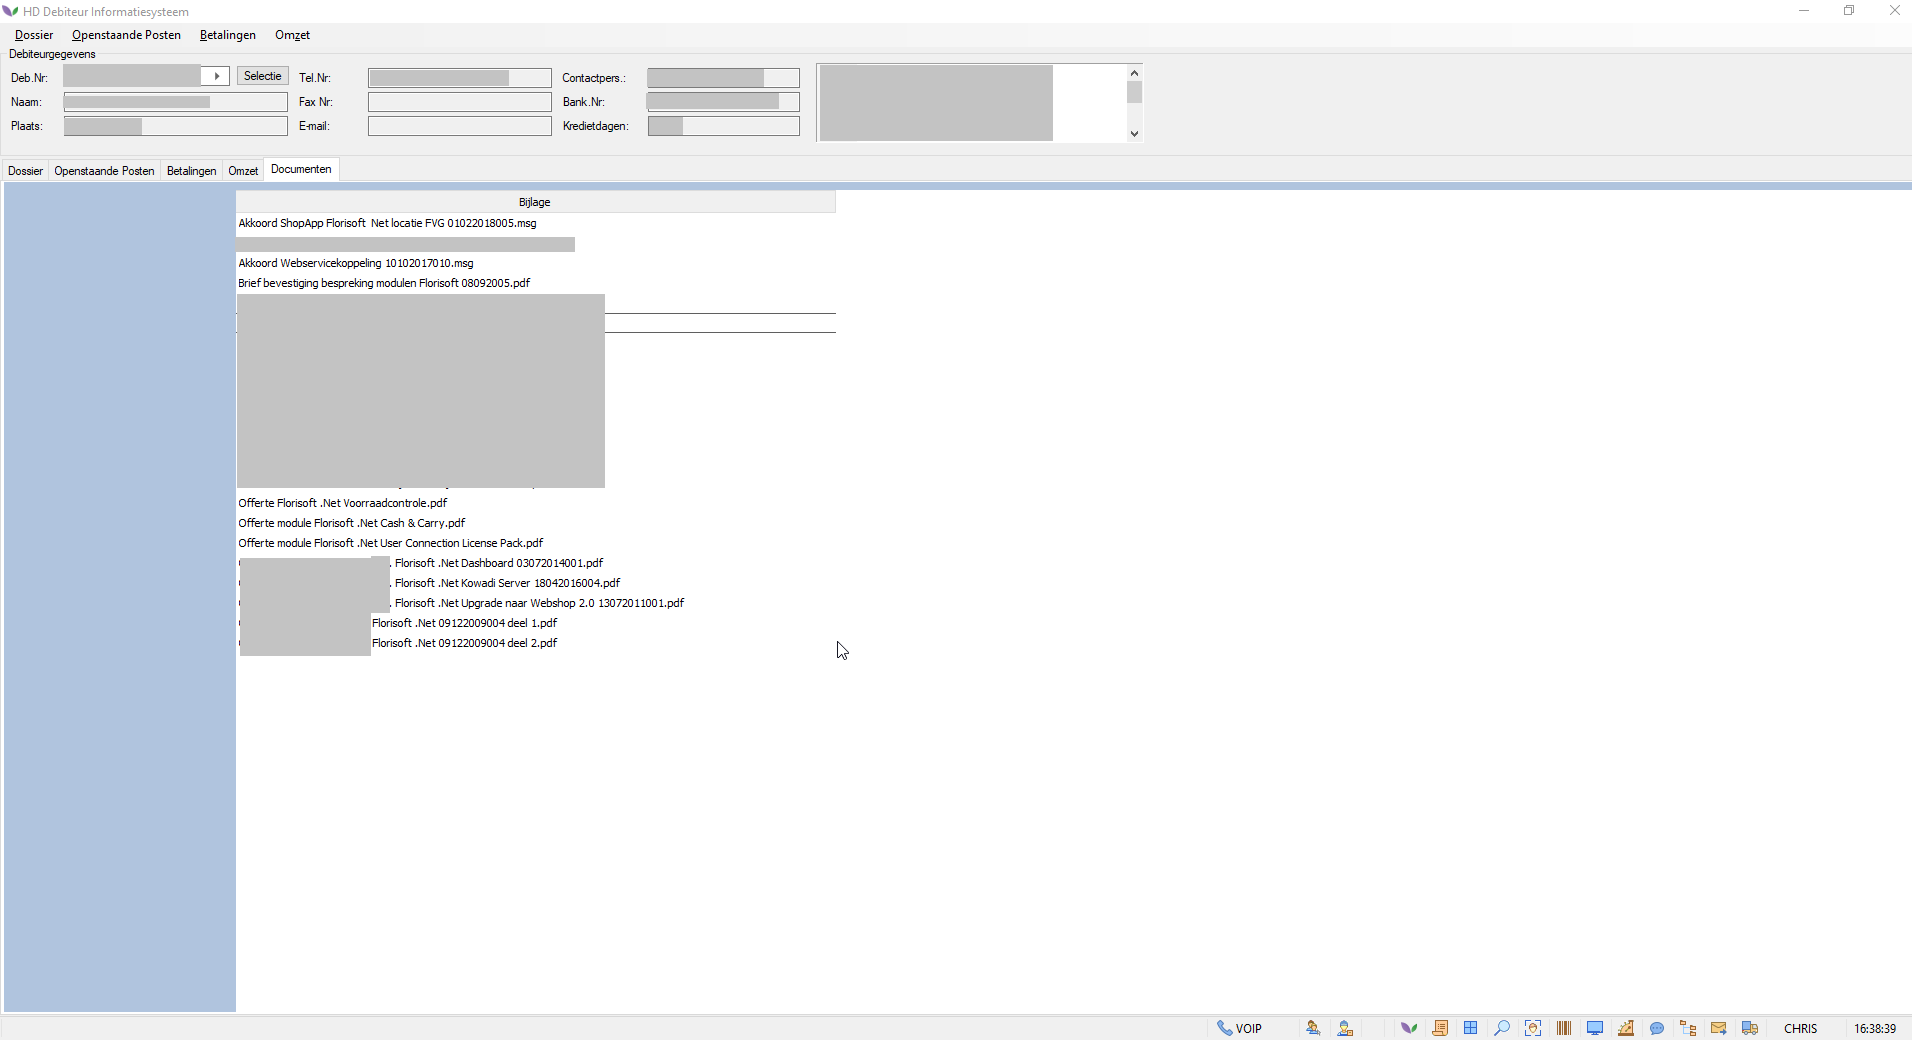 HD Debiteur Informatiesysteem
Dossier Openstaande Posten Betalingen Omzet
Debiteurgegevens
Deb.Nr: Selectie Tel.Nr: Contactpers.:
Naam: Fax Nr: Bank.Nr:
Plaats: E-mail: Kredietdagen:
Dossier Openstaande Posten Betalingen Omzet Documenten
Bijlage
Akkoord ShopApp Florisoft  Net locatie FVG 01022018005.msg
Akkoord Webservicekoppeling 10102017010.msg
Brief bevestiging bespreking modulen Florisoft 08092005.pdf
Offerte Florisoft .Net Voorraadcontrole.pdf
Offerte module Florisoft .Net Cash & Carry.pdf
Offerte module Florisoft .Net User Connection License Pack.pdf
. Florisoft .Net Dashboard 03072014001.pdf
. Florisoft .Net Kowadi Server 18042016004.pdf
. Florisoft .Net Upgrade naar Webshop 2.0 13072011001.pdf
Florisoft .Net 09122009004 deel 1.pdf
Florisoft .Net 09122009004 deel 2.pdf
VOIP CHRIS 16:38:39